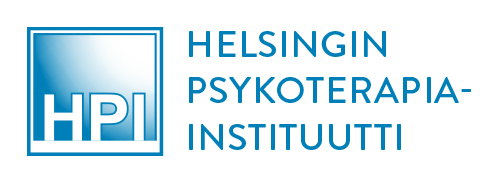 HPI
HELSINGIN
PSYKOTERAPIA-
INSTITUUTTI